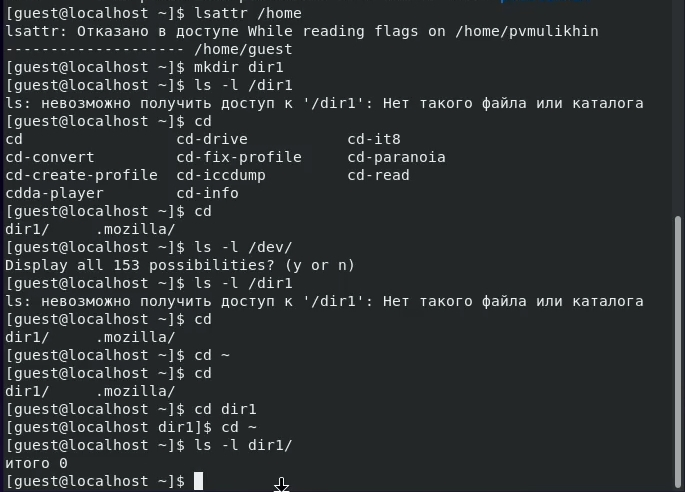 [guest@localhost ~]$ lsattr /home
lsattr: Отказано в доступе While reading flags on /home/pvmulikhin
------------------- /home/guest
[guest@localhost ~]$ mkdir dir1
[guest@localhost ~]$ ls -l /dir1
ls: невозможно получить доступ к '/dir1': Нет такого файла или каталога
[guest@localhost ~]$ cd
cd                 cd-drive           cd-it8
cd-convert         cd-fix-profile     cd-paranoia
cd-create-profile  cd-iccdump         cd-read
cdda-player        cd-info
[guest@localhost ~]$ cd
dir1/     .mozilla/
[guest@localhost ~]$ ls -l /dev/
Display all 153 possibilities? (y or n)
[guest@localhost ~]$ ls -l /dir1
ls: невозможно получить доступ к '/dir1': Нет такого файла или каталога
[guest@localhost ~]$ cd
dir1/     .mozilla/
[guest@localhost ~]$ cd ~
[guest@localhost ~]$ cd
dir1/     .mozilla/
[guest@localhost ~]$ cd dir1
[guest@localhost dir1]$ cd ~
[guest@localhost ~]$ ls -l dir1/
итого 0
[guest@localhost ~]$